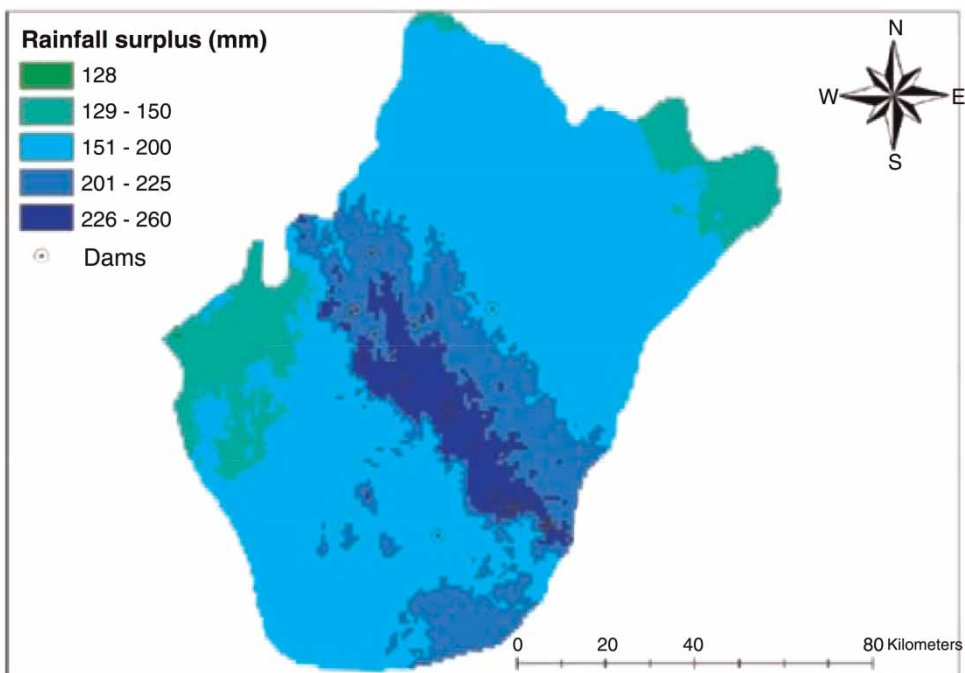 Rainfall surplus (mm)
128
129 - 150
151 - 200
201 - 225
226 - 260
Dams
N
W E
S
0 20 40 80 Kilometers